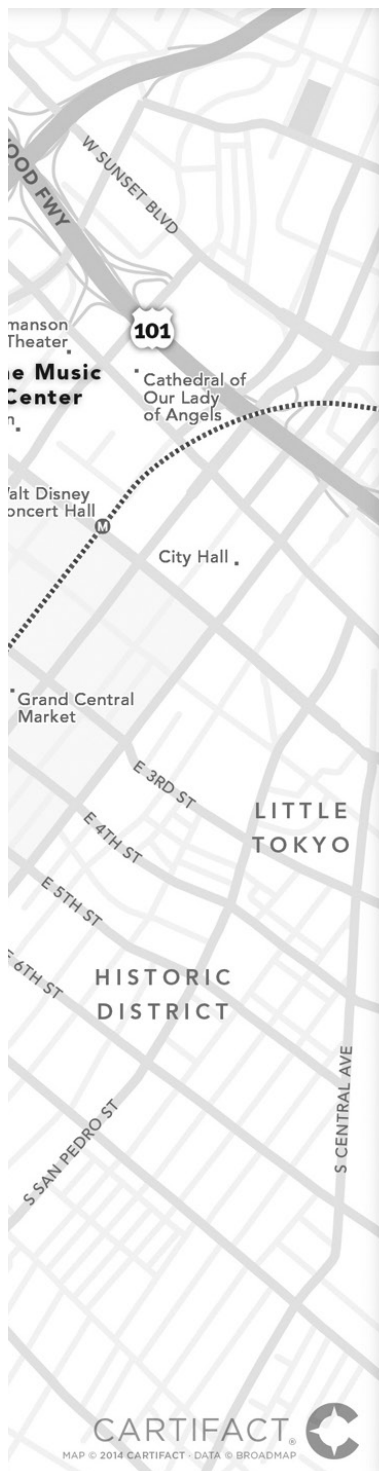 W SUNSET BLVD
OOD FWY
101
manson
Theater
e Music
Center
n
Cathedral of
Our Lady
of Angels
alt Disney
oncert Hall
M
City Hall
Grand Central
Market
E 3RD ST
LITTLE
TOKYO
E 4TH ST
E 5TH ST
E 6TH ST
HISTORIC
DISTRICT
S CENTRAL AVE
S SAN PEDRO ST
CARTIFACT®
MAP © 2014 CARTIFACT · DATA © BROADMAP